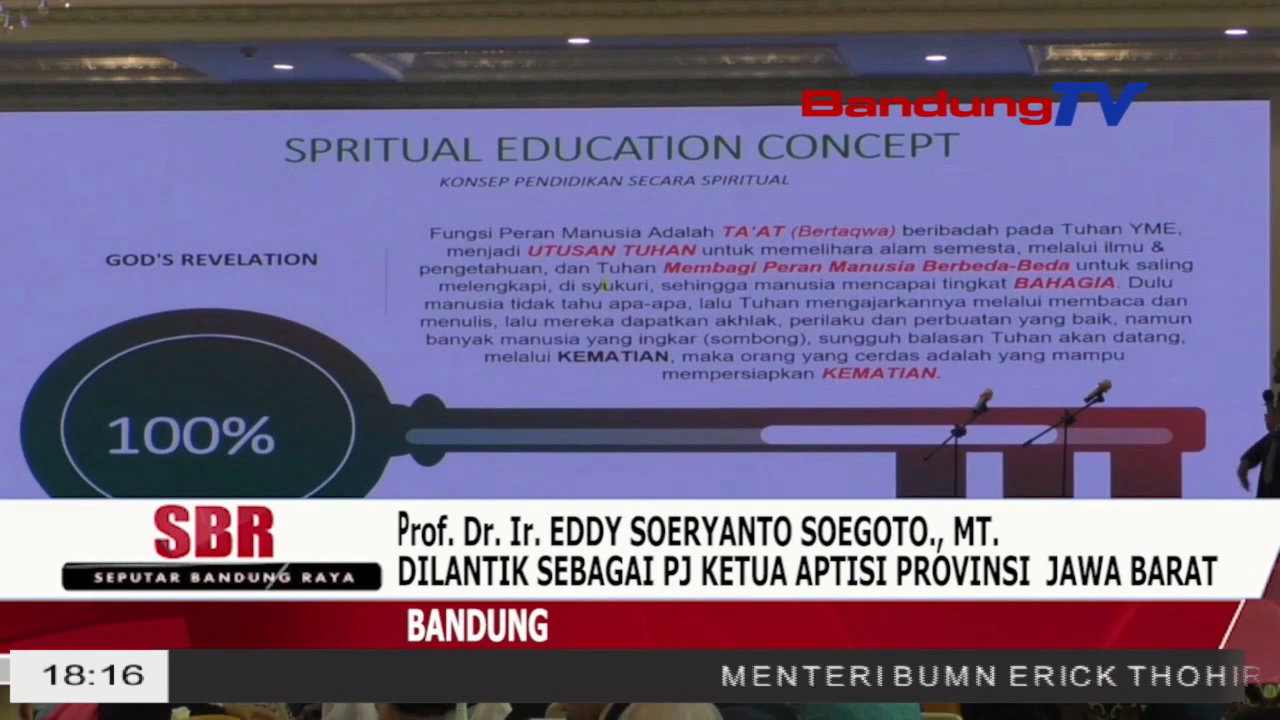 BandungTV
SPRITUAL EDUCATION CONCEPT
KONSEP PENDIDIKAN SECARA SPIRITUAL
GOD'S REVELATION
Fungsi Peran Manusia Adalah TA'AT (Bertaqwa) beribadah pada Tuhan YME,
menjadi UTUSAN TUHAN untuk memelihara alam semesta, melalui ilmu &
pengetahuan, dan Tuhan Membagi Peran Manusia Berbeda-Beda untuk saling
melengkapi, di syukuri, sehingga manusia mencapai tingkat BAHAGIA. Dulu
manusia tidak tahu apa-apa, lalu Tuhan mengajarkannya melalui membaca dan
menulis, lalu mereka dapatkan akhlak, perilaku dan perbuatan yang baik, namun
banyak manusia yang ingkar (sombong), sungguh balasan Tuhan akan datang,
melalui KEMATIAN, maka orang yang cerdas adalah yang mampu
mempersiapkan KEMATIAN.
100%
SBR
SEPUTAR BANDUNG RAYA
Prof. Dr. Ir. EDDY SOERYANTO SOEGOTO., MT.
DILANTIK SEBAGAI PJ KETUA APTISI PROVINSI JAWA BARAT
BANDUNG
18:16
MENTERI BUMN ERICK THOHIR